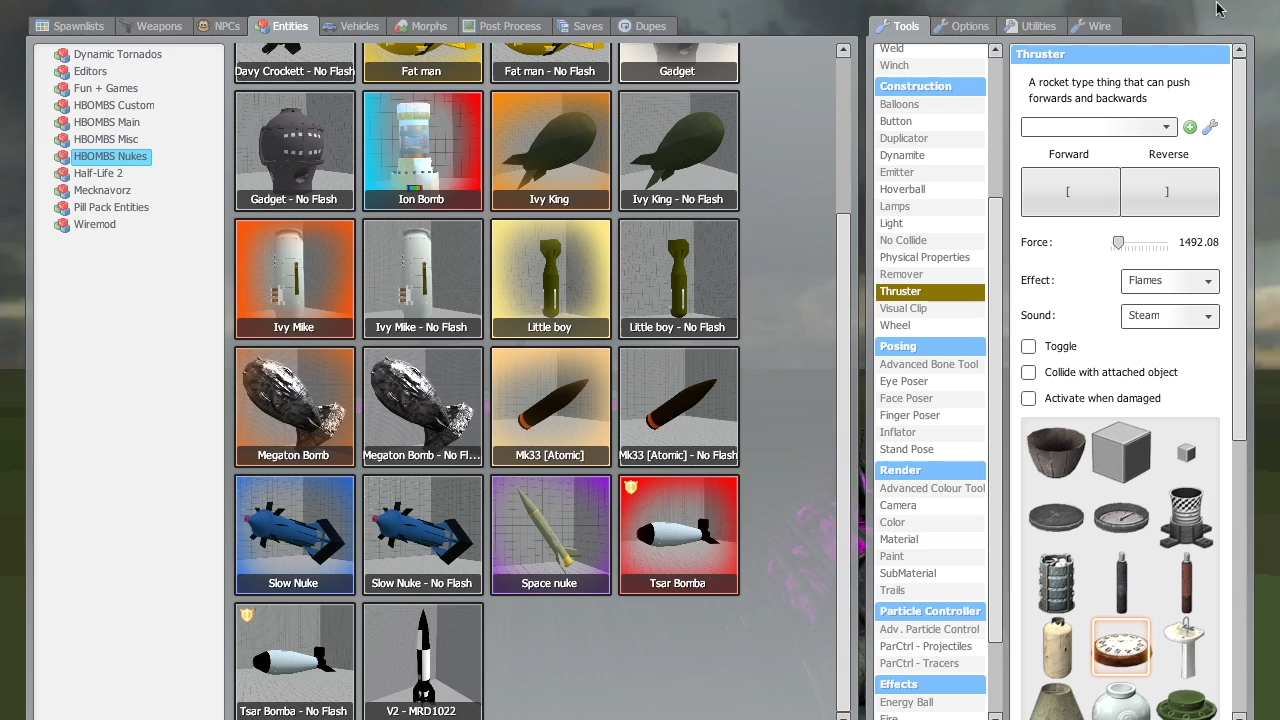 Spawnlists
Weapons
NPCs
Entities
Vehicles
Morphs
Post Process
Saves
Dupes
Dynamic Tornados
Editors
Fun + Games
HBOMBS Custom
HBOMBS Main
HBOMBS Misc
HBOMBS Nukes
Half-Life 2
Mecknavorz
Pill Pack Entities
Wiremod
Davy Crockett - No Flash
Fat man
Fat man - No Flash
Gadget
Gadget - No Flash
Ion Bomb
Ivy King
Ivy King - No Flash
Ivy Mike
Ivy Mike - No Flash
Little boy
Little boy - No Flash
Megaton Bomb
Megaton Bomb - No Fl...
Mk33 [Atomic]
Mk33 [Atomic] - No Flash
Slow Nuke
Slow Nuke - No Flash
Space nuke
Tsar Bomba
Tsar Bomba - No Flash
V2 - MRD1022
Tools
Options
Utilities
Wire
Weld
Winch
Construction
Balloons
Button
Duplicator
Dynamite
Emitter
Hoverball
Lamps
Light
No Collide
Physical Properties
Remover
Thruster
Visual Clip
Wheel
Posing
Advanced Bone Tool
Eye Poser
Face Poser
Finger Poser
Inflator
Stand Pose
Render
Advanced Colour Tool
Camera
Color
Material
Paint
SubMaterial
Trails
Particle Controller
Adv. Particle Control
ParCtrl - Projectiles
ParCtrl - Tracers
Effects
Energy Ball
Fire
Thruster
A rocket type thing that can push
forwards and backwards
Forward
Reverse
[
]
Force:
1492.08
Effect:
Flames
Sound:
Steam
Toggle
Collide with attached object
Activate when damaged